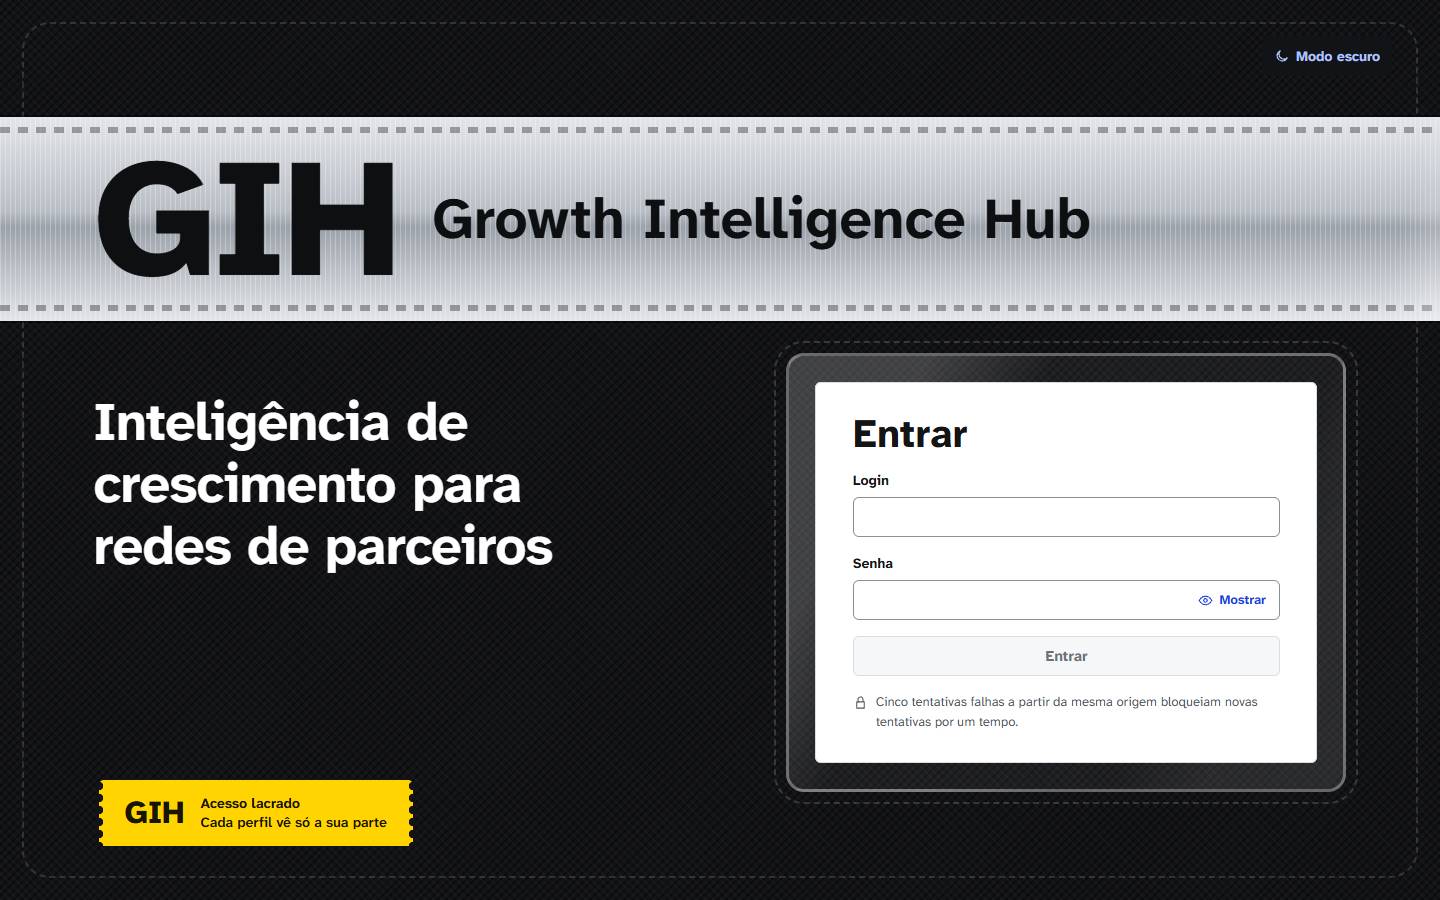 Modo escuro
GIH
Growth Intelligence Hub
Inteligência de
crescimento para
redes de parceiros
Entrar
Login
Senha
Mostrar
Entrar
Cinco tentativas falhas a partir da mesma origem bloqueiam novas
tentativas por um tempo.
GIH
Acesso lacrado
Cada perfil vê só a sua parte